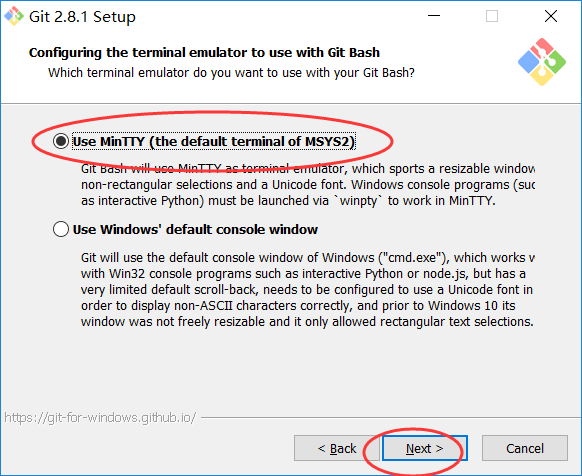 Git 2.8.1 Setup
Configuring the terminal emulator to use with Git Bash
Which terminal emulator do you want to use with your Git Bash?
Use MinTTY (the default terminal of MSYS2)
Git Bash will use MinTTY as terminal emulator, which sports a resizable window
non-rectangular selections and a Unicode font. Windows console programs (suc
as interactive Python) must be launched via `winpty` to work in MinTTY.
Use Windows' default console window
Git will use the default console window of Windows ("cmd.exe"), which works w
with Win32 console programs such as interactive Python or node.js, but has a
very limited default scroll-back, needs to be configured to use a Unicode font in
order to display non-ASCII characters correctly, and prior to Windows 10 its
window was not freely resizable and it only allowed rectangular text selections.
https://git-for-windows.github.io/
< Back
Next >
Cancel